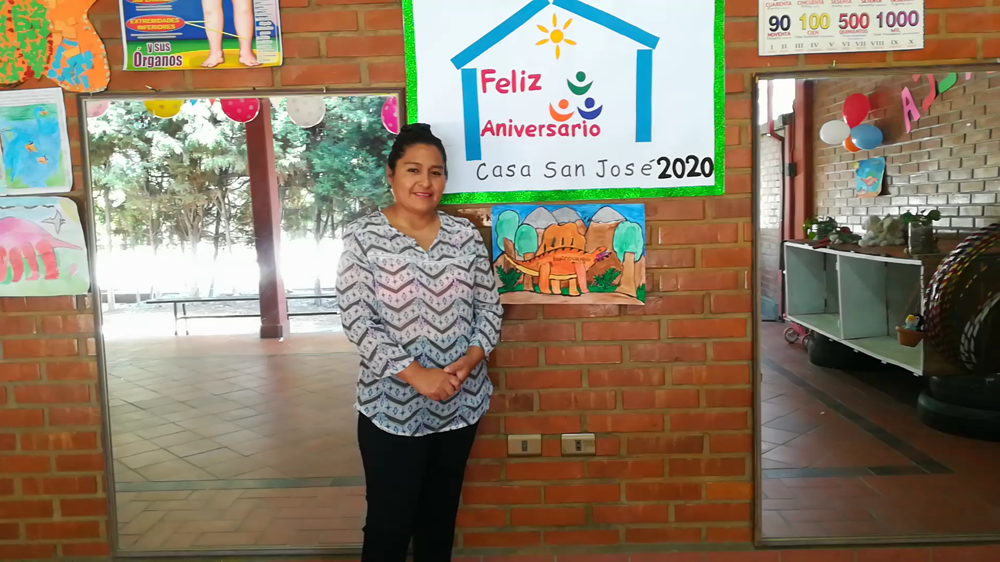 EXTREMIDADES
INFERIORES
y sus
Órganos
Feliz
Aniversario
Casa San José 2020
CUARENTA CINCUENTA SESENTA SETENTA
90 100 500 1000
NOVENTA CIEN QUINIENTOS MIL
I II III IV V VI VII VIII IX X
A